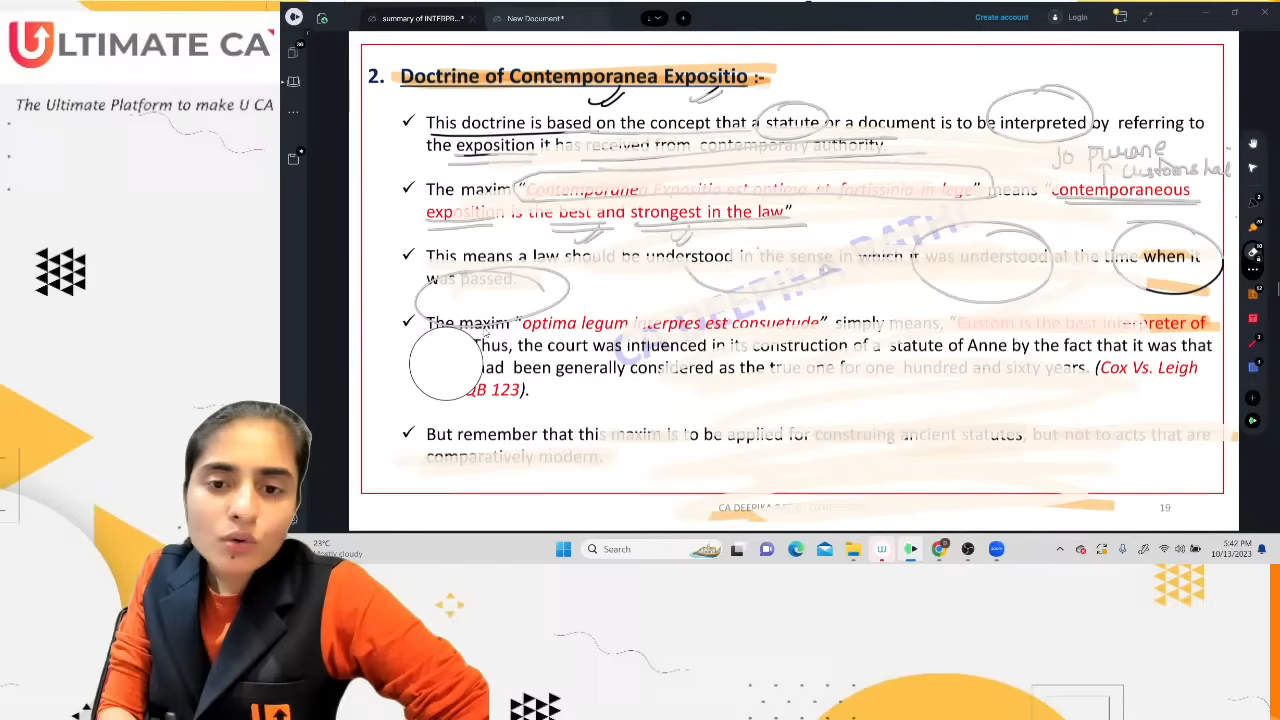 ULTIMATE CA
The Ultimate Platform to make U CA
summary of INTERPR...*
New Document*
Create account
Login
2. Doctrine of Contemporanea Expositio :-
✓ This doctrine is based on the concept that a statute or a document is to be interpreted by referring to
the exposition it has received from contemporary authority.
jo purane
customs hai
✓ The maxim "Contemporanea Expositio est optima et fortissinia in lege" means "contemporaneous
exposition is the best and strongest in the law"
✓ This means a law should be understood in the sense in which it was understood at the time when it
was passed.
✓ The maxim "optima legum interpres est consuetude" simply means, "Custom is the best interpreter of
hus, the court was influenced in its construction of a statute of Anne by the fact that it was that
had been generally considered as the true one for one hundred and sixty years. (Cox Vs. Leigh
QB 123).
✓ But remember that this maxim is to be applied for construing ancient statutes, but not to acts that are
comparatively modern.
CA DEEPIKA RATHI
CA DEEPIKA
19
23°C
Mostly cloudy
Search
5:42 PM
10/13/2023